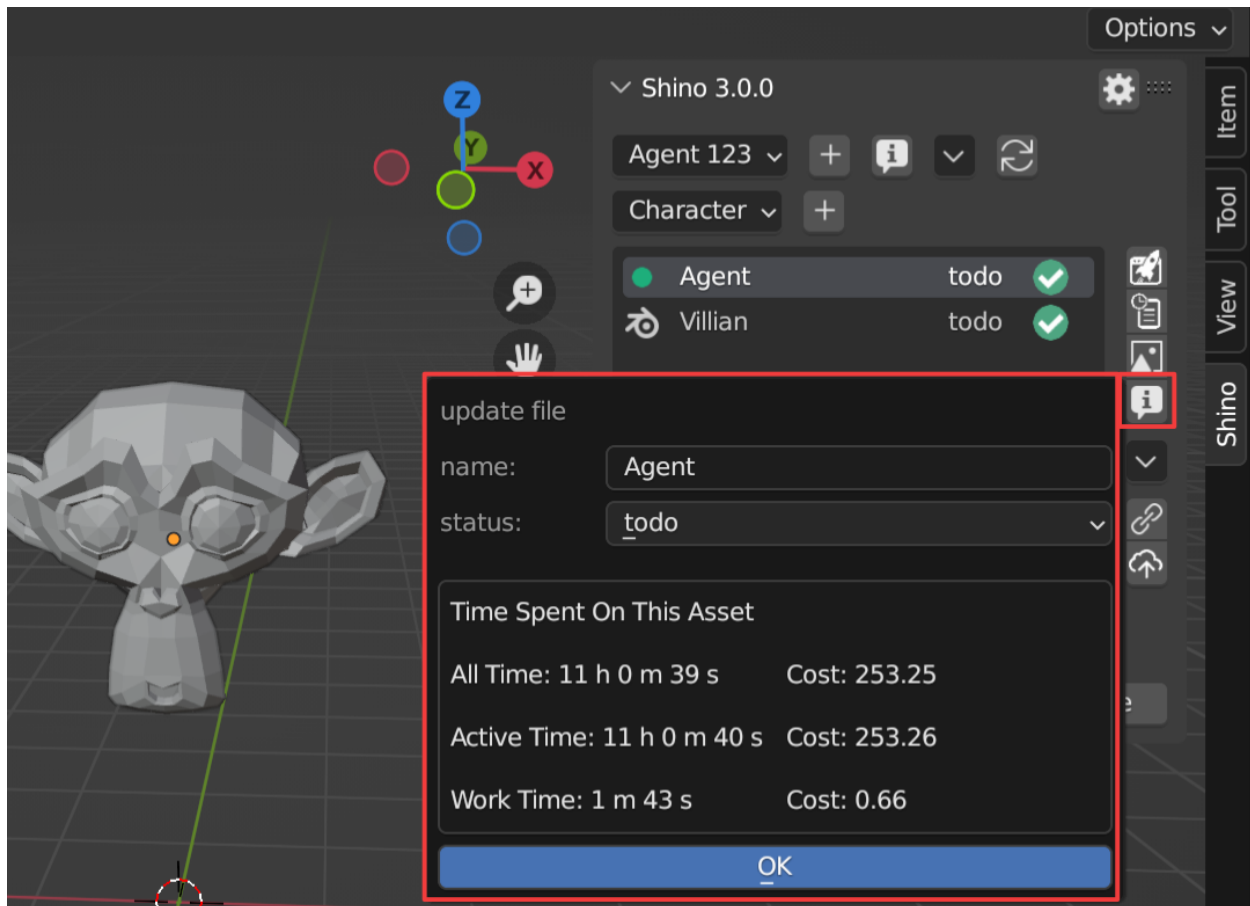 Options
Shino 3.0.0
Agent 123
Character
Agent todo
Villian todo
update file
name: Agent
status: todo
Time Spent On This Asset
All Time: 11 h 0 m 39 s Cost: 253.25
Active Time: 11 h 0 m 40 s Cost: 253.26
Work Time: 1 m 43 s Cost: 0.66
OK
Z
Y
X
Item
Tool
View
Shino